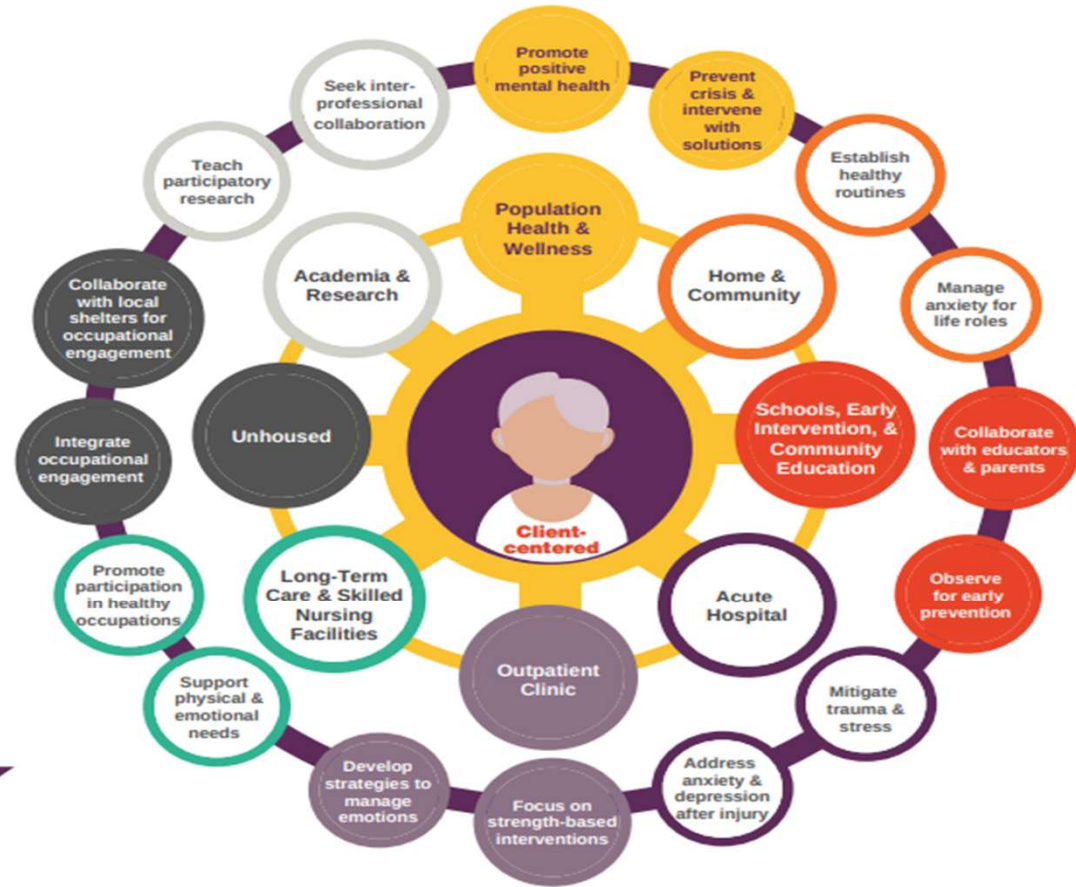 Promote
positive
mental health
Prevent
crisis &
intervene
with
solutions
Establish
healthy
routines
Manage
anxiety for
life roles
Collaborate
with educators
& parents
Observe
for early
prevention
Mitigate
trauma &
stress
Address
anxiety &
depression
after injury
Focus on
strength-based
interventions
Develop
strategies to
manage
emotions
Support
physical &
emotional
needs
Promote
participation
in healthy
occupations
Integrate
occupational
engagement
Collaborate
with local
shelters for
occupational
engagement
Teach
participatory
research
Seek inter-
professional
collaboration
Population
Health &
Wellness
Home &
Community
Schools, Early
Intervention, &
Community
Education
Acute
Hospital
Outpatient
Clinic
Long-Term
Care & Skilled
Nursing
Facilities
Unhoused
Academia &
Research
Client-
centered